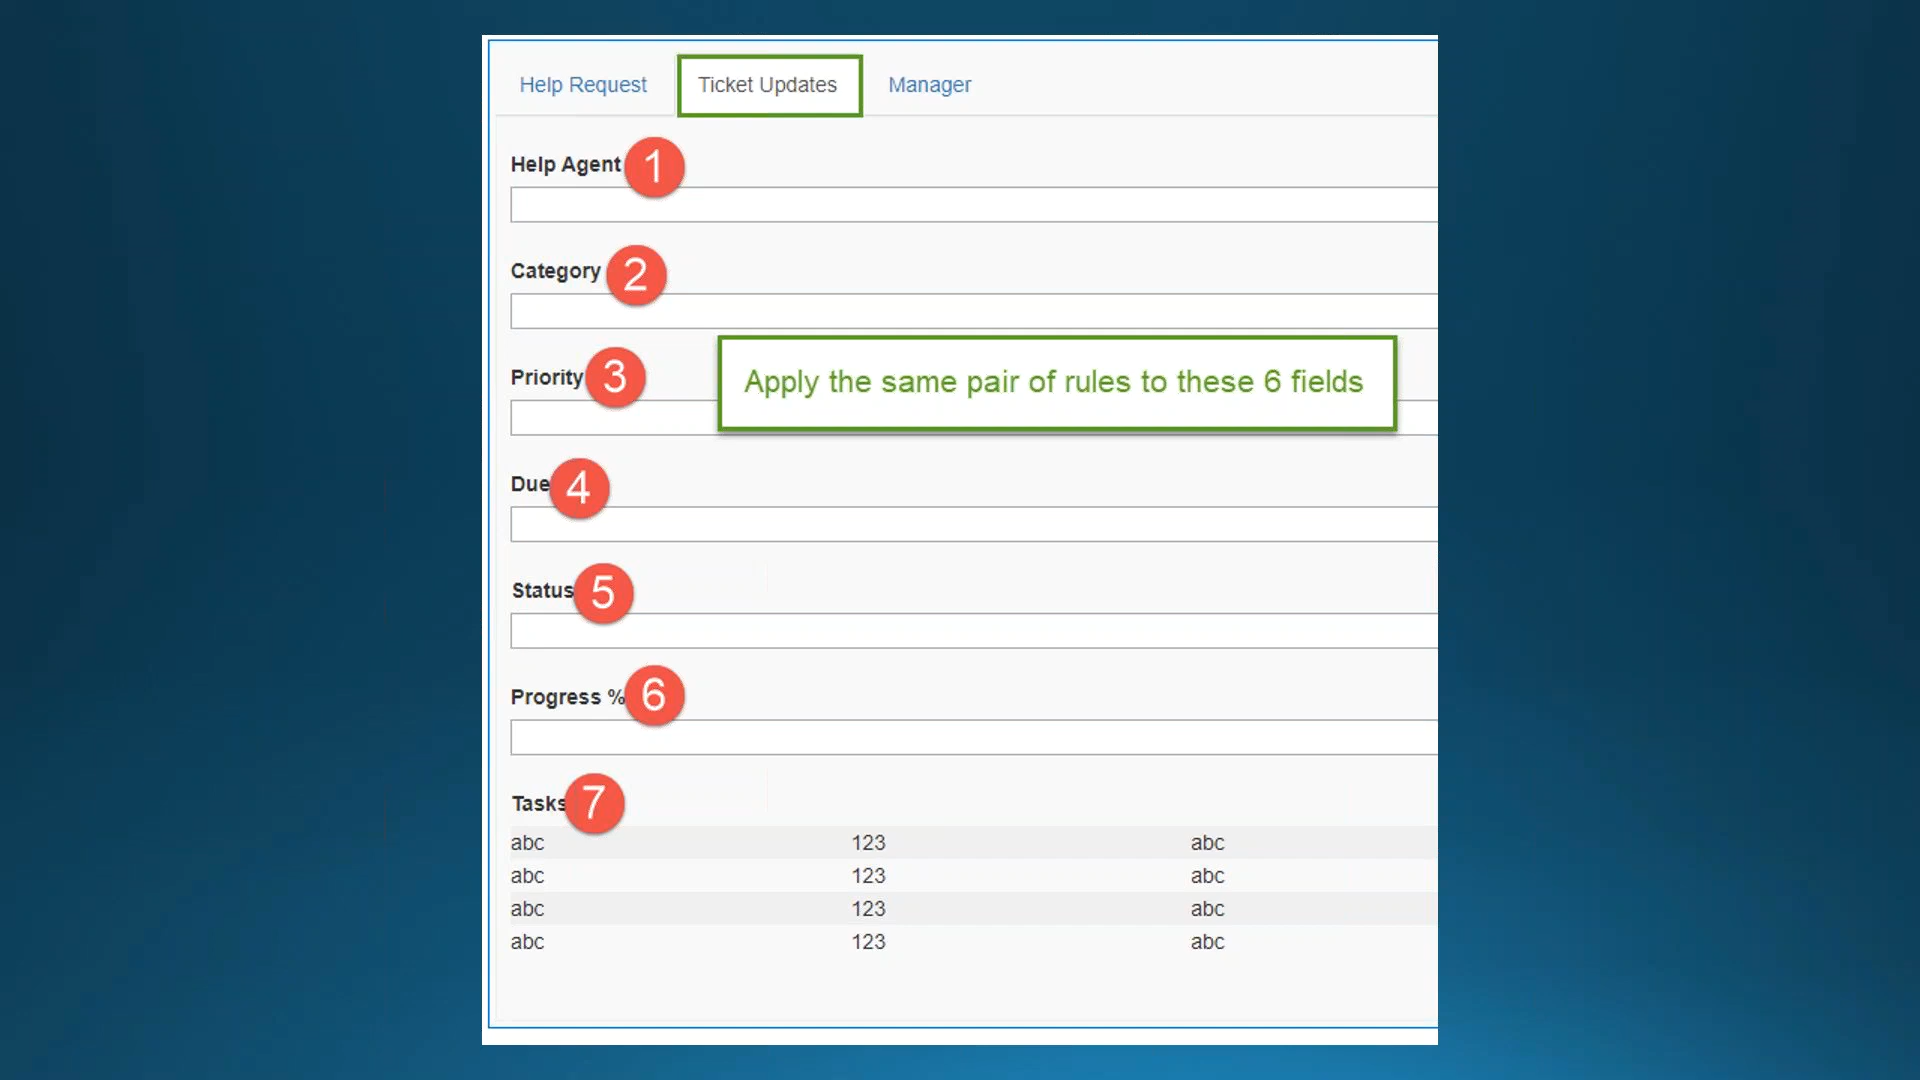 Help Request Ticket Updates Manager
Help Agent 1
Category 2
Priority 3
Apply the same pair of rules to these 6 fields
Due 4
Status 5
Progress % 6
Tasks 7
abc 123 abc
abc 123 abc
abc 123 abc
abc 123 abc